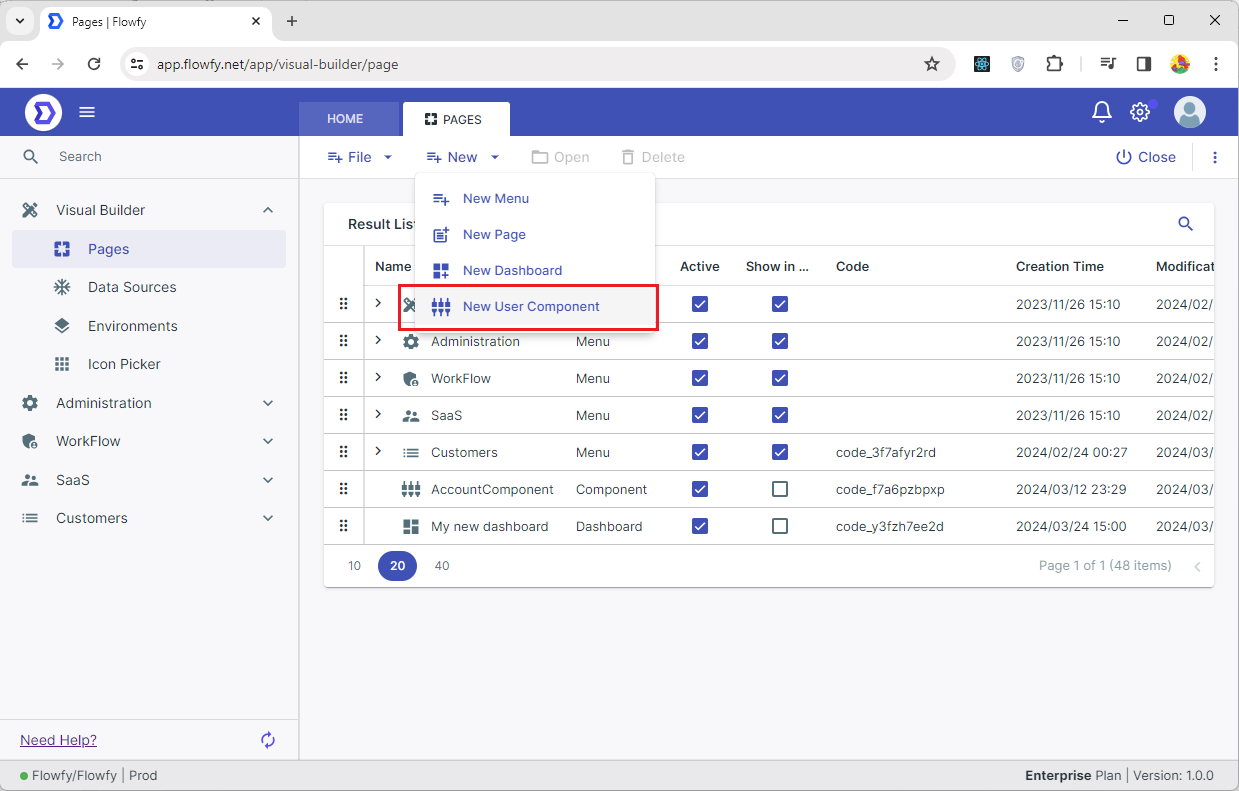 Pages | Flowfy
app.flowfy.net/app/visual-builder/page
HOME
PAGES
Search
File
New
Open
Delete
Close
Visual Builder
Pages
Data Sources
Environments
Icon Picker
Administration
WorkFlow
SaaS
Customers
New Menu
New Page
New Dashboard
New User Component
Result List
Name Active Show in ... Code Creation Time Modificat
2023/11/26 15:10 2024/02/
Administration Menu 2023/11/26 15:10 2024/02/
WorkFlow Menu 2023/11/26 15:10 2024/02/
SaaS Menu 2023/11/26 15:10 2024/02/
Customers Menu code_3f7afyr2rd 2024/02/24 00:27 2024/03/
AccountComponent Component code_f7a6pzbpxp 2024/03/12 23:29 2024/03/
My new dashboard Dashboard code_y3fzh7ee2d 2024/03/24 15:00 2024/03/
10 20 40 Page 1 of 1 (48 items)
Need Help?
Flowfy/Flowfy | Prod
Enterprise Plan | Version: 1.0.0